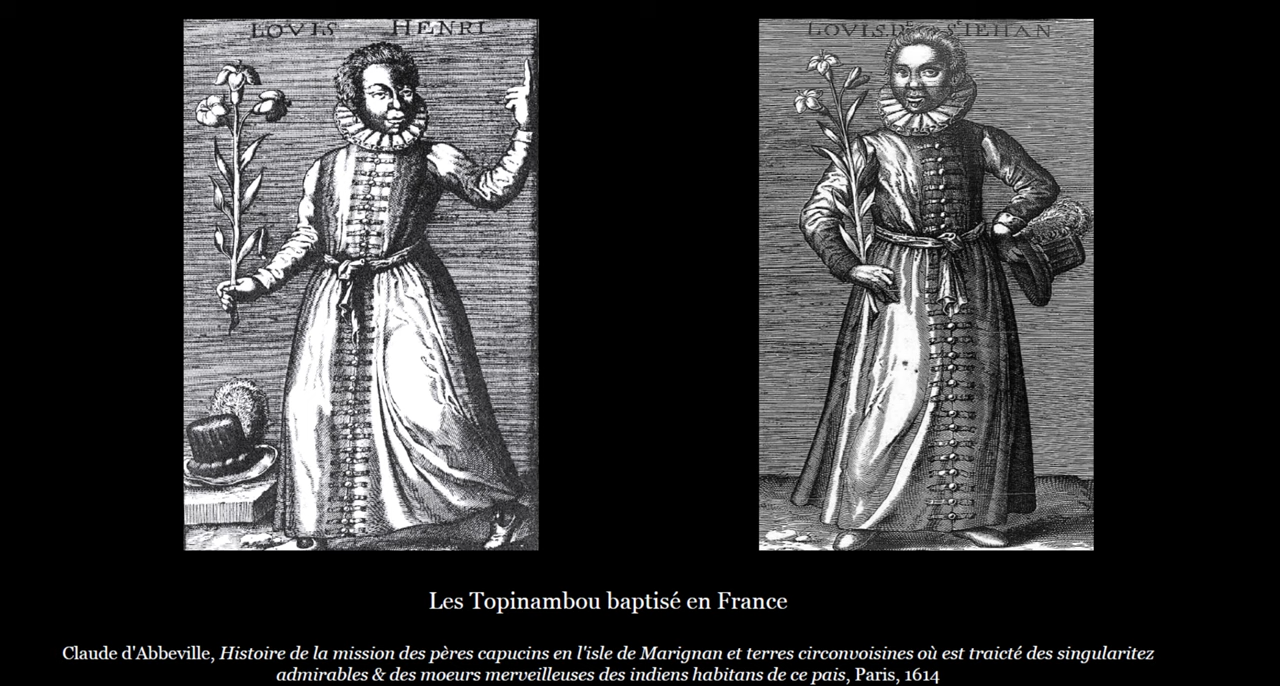 LOVIS HENRI
LOVIS.DE St IEHAN
Les Topinambou baptisé en France
Claude d'Abbeville, Histoire de la mission des pères capucins en l'isle de Marignan et terres circonvoisines où est traicté des singularitez
admirables & des moeurs merveilleuses des indiens habitans de ce pais, Paris, 1614